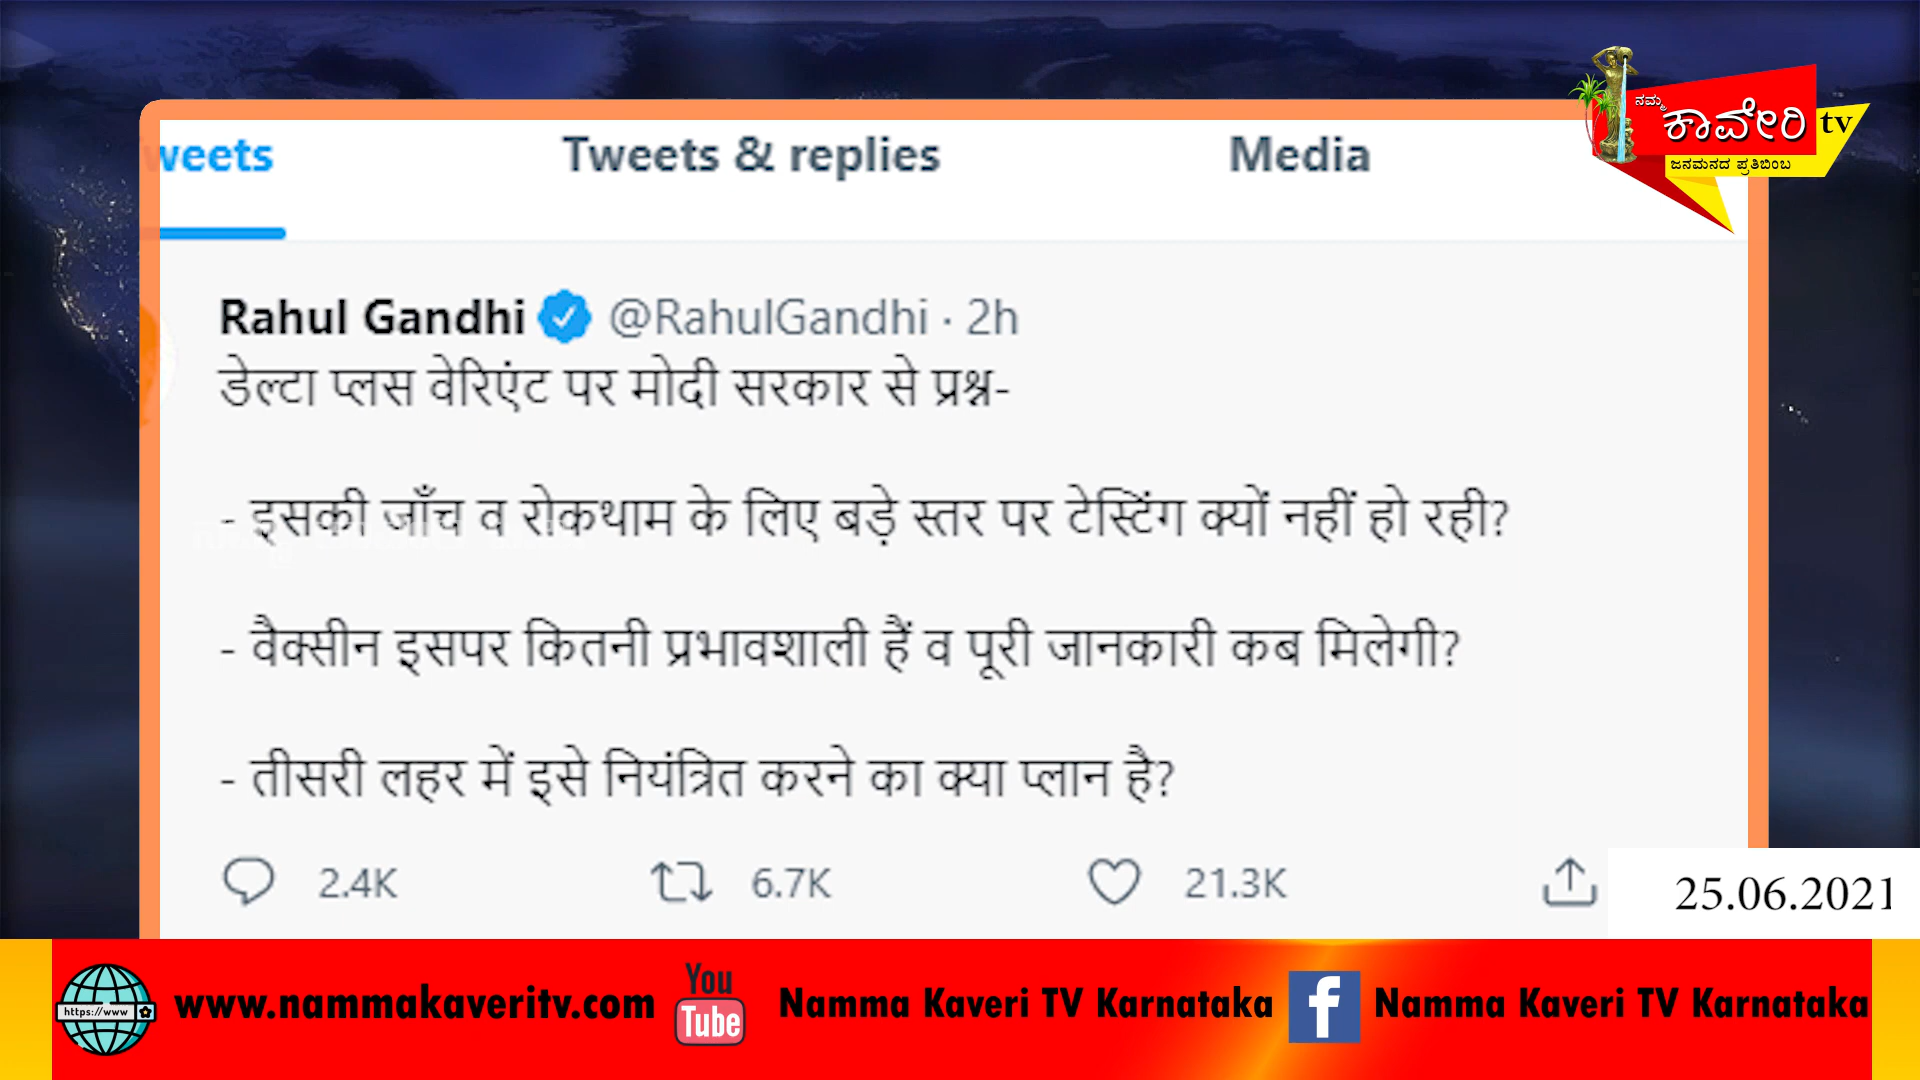 ನಮ್ಮ
ಕಾವೇರಿ tv
ಜನಮನದ ಪ್ರತಿಬಿಂಬ
weets Tweets & replies Media
Rahul Gandhi @RahulGandhi · 2h
डेल्टा प्लस वेरिएंट पर मोदी सरकार से प्रश्न-
- इसकी जाँच व रोकथाम के लिए बड़े स्तर पर टेस्टिंग क्यों नहीं हो रही?
- वैक्सीन इसपर कितनी प्रभावशाली हैं व पूरी जानकारी कब मिलेगी?
- तीसरी लहर में इसे नियंत्रित करने का क्या प्लान है?
2.4K 6.7K 21.3K
25.06.2021
https://www www.nammakaveritv.com You Tube Namma Kaveri TV Karnataka f Namma Kaveri TV Karnataka